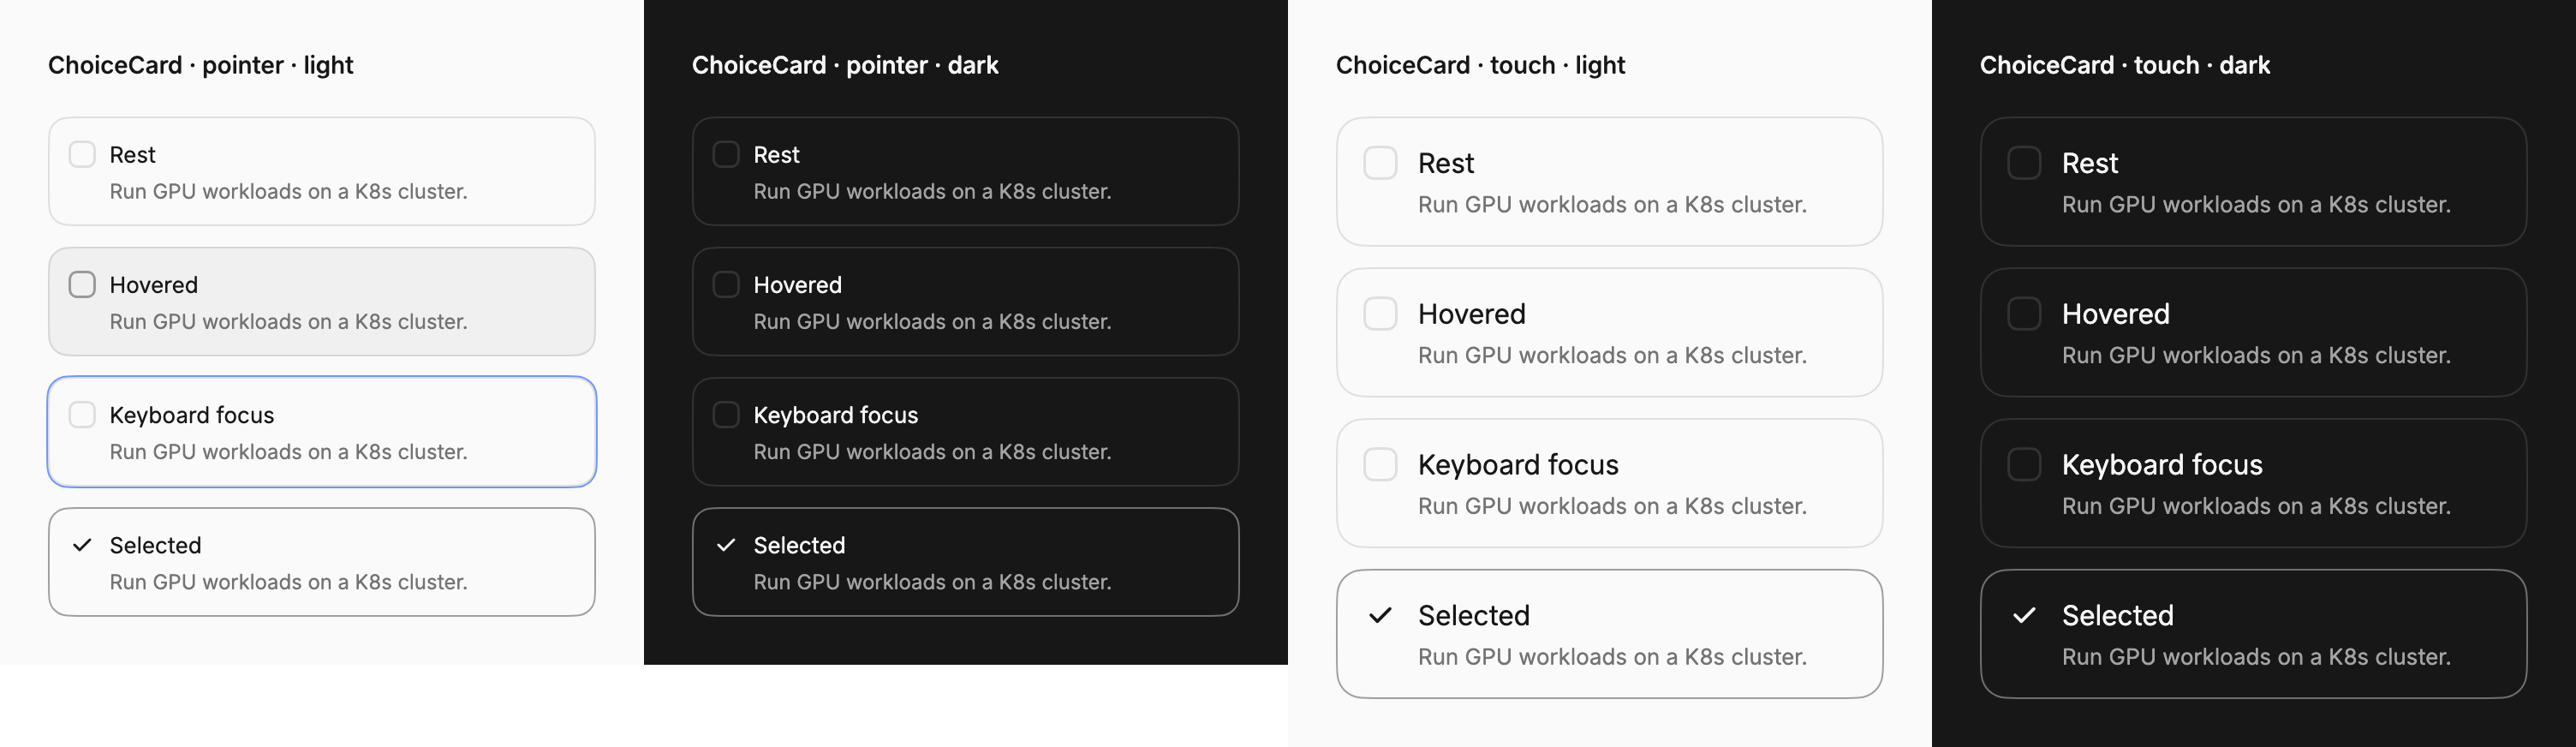 ChoiceCard · pointer · light
Rest
Run GPU workloads on a K8s cluster.
Hovered
Run GPU workloads on a K8s cluster.
Keyboard focus
Run GPU workloads on a K8s cluster.
Selected
Run GPU workloads on a K8s cluster.
ChoiceCard · pointer · dark
Rest
Run GPU workloads on a K8s cluster.
Hovered
Run GPU workloads on a K8s cluster.
Keyboard focus
Run GPU workloads on a K8s cluster.
Selected
Run GPU workloads on a K8s cluster.
ChoiceCard · touch · light
Rest
Run GPU workloads on a K8s cluster.
Hovered
Run GPU workloads on a K8s cluster.
Keyboard focus
Run GPU workloads on a K8s cluster.
Selected
Run GPU workloads on a K8s cluster.
ChoiceCard · touch · dark
Rest
Run GPU workloads on a K8s cluster.
Hovered
Run GPU workloads on a K8s cluster.
Keyboard focus
Run GPU workloads on a K8s cluster.
Selected
Run GPU workloads on a K8s cluster.